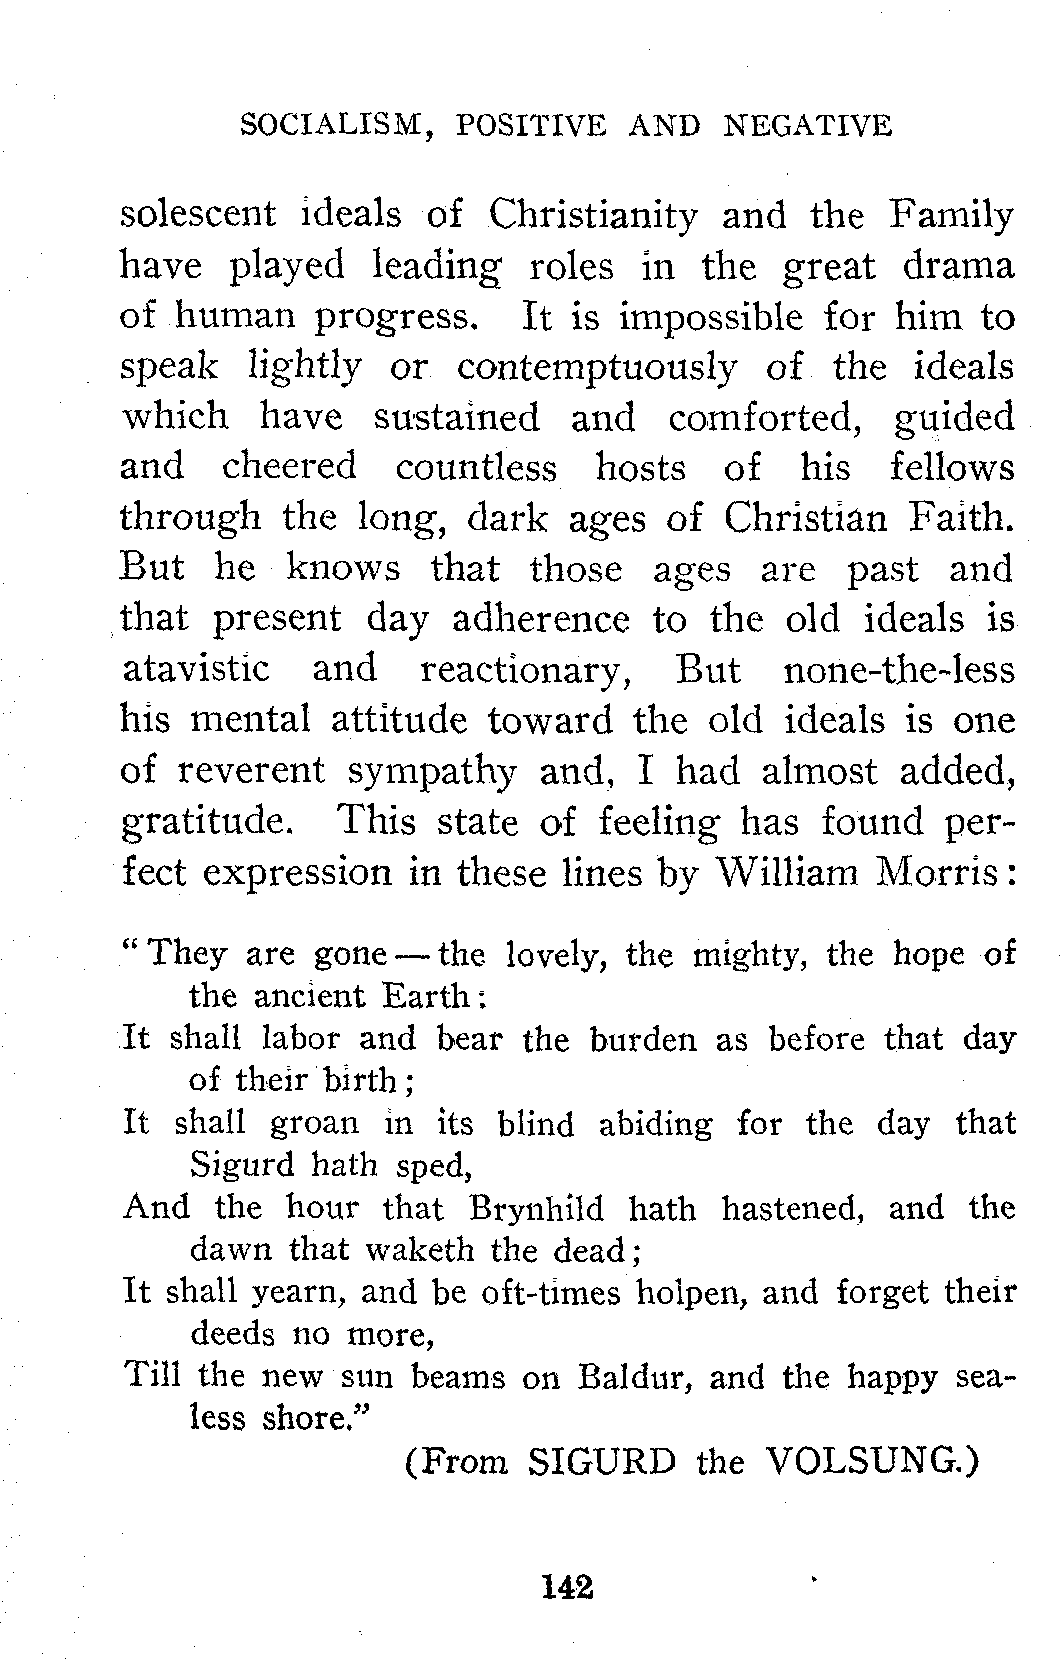 SOCIALISM, POSITIVE AND NEGATIVE
solescent ideals of Christianity and the Family
have played leading roles in the great drama
of human progress. It is impossible for him to
speak lightly or contemptuously of the ideals
which have sustained and comforted, guided
and cheered countless hosts of his fellows
through the long, dark ages of Christian Faith.
But he knows that those ages are past and
that present day adherence to the old ideals is
atavistic and reactionary, But none-the-less
his mental attitude toward the old ideals is one
of reverent sympathy and, I had almost added,
gratitude. This state of feeling has found per-
fect expression in these lines by William Morris:
“They are gone—the lovely, the mighty, the hope of
the ancient Earth:
It shall labor and bear the burden as before that day
of their birth;
It shall groan in its blind abiding for the day that
Sigurd hath sped,
And the hour that Brynhild hath hastened, and the
dawn that waketh the dead;
It shall yearn, and be oft-times holpen, and forget their
deeds no more,
Till the new sun beams on Baldur, and the happy sea-
less shore.”
(From SIGURD the VOLSUNG.)
142